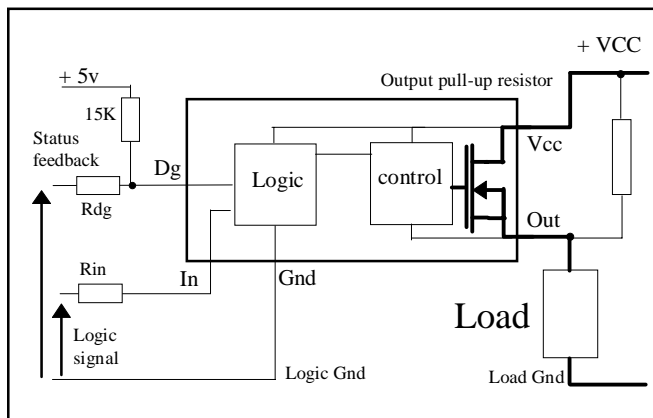 + VCC
+ 5v
Output pull-up resistor
15K
Status
feedback
Dg
Vcc
Logic
control
Rdg
Out
Rin
In
Gnd
Load
Logic
signal
Logic Gnd
Load Gnd